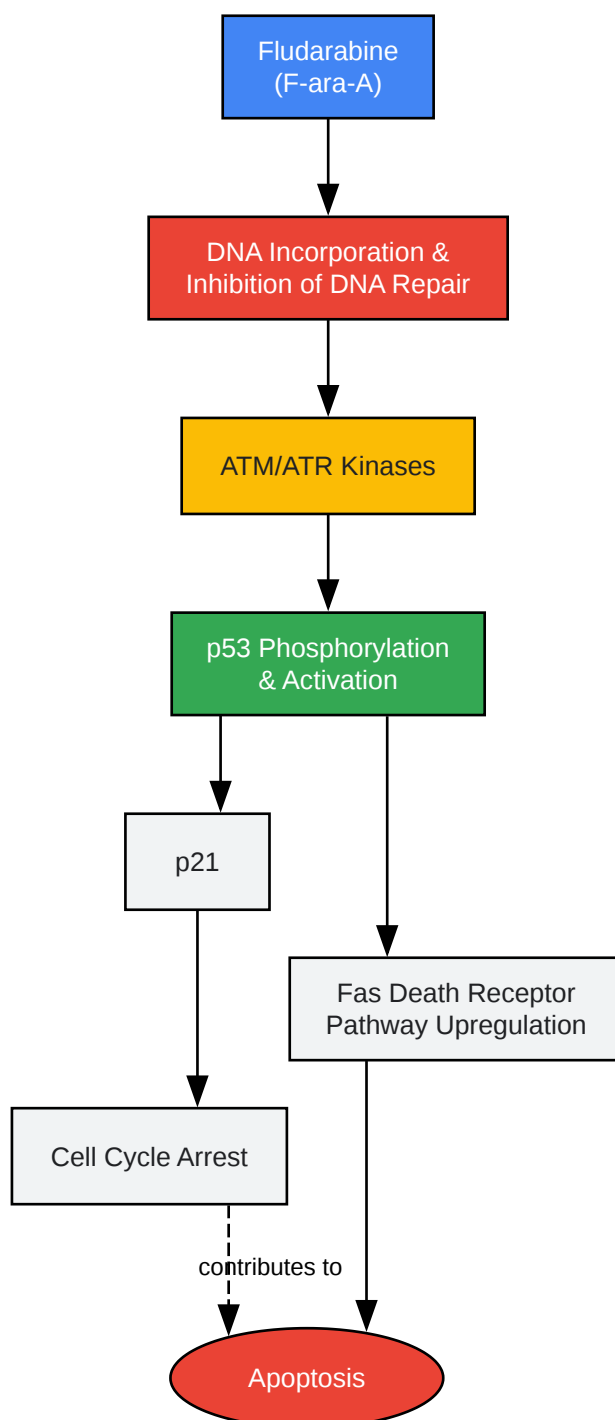 Fludarabine
(F-ara-A)
DNA Incorporation &
Inhibition of DNA Repair
ATM/ATR Kinases
p53 Phosphorylation
& Activation
p21
Fas Death Receptor
Pathway Upregulation
Cell Cycle Arrest
contributes to
Apoptosis